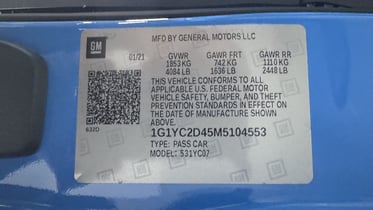 GM
MFD BY GENERAL MOTORS LLC
01/21 GVWR GAWR FRT GAWR RR
1853 KG 742 KG 1110 KG
4084 LB 1636 LB 2448 LB
THIS VEHICLE CONFORMS TO ALL
APPLICABLE U.S. FEDERAL MOTOR
VEHICLE SAFETY, BUMPER, AND THEFT
PREVENTION STANDARDS IN EFFECT ON
THE DATE OF MANUFACTURE SHOWN ABOVE.
6320 1G1YC2D45M5104553
TYPE: PASS CAR
MODEL: 531YC07